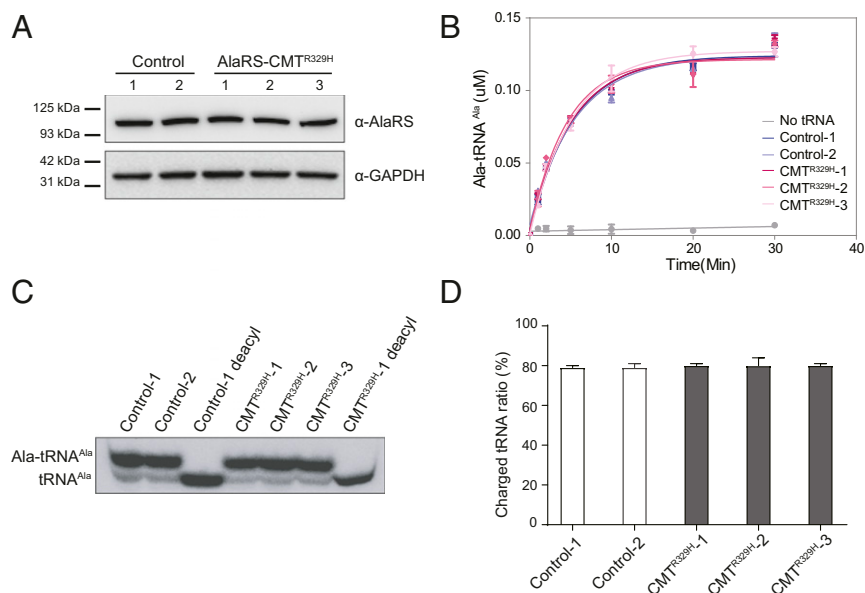 A
Control AlaRS-CMT^R329H
1 2 1 2 3
125 kDa
93 kDa
α-AlaRS
42 kDa
31 kDa
α-GAPDH
B
Ala-tRNA^Ala (uM)
0.15
0.10
0.05
0.00
0 10 20 30 40
Time(Min)
No tRNA
Control-1
Control-2
CMT^R329H-1
CMT^R329H-2
CMT^R329H-3
C
Control-1
Control-2
Control-1 deacyl
CMT^R329H-1
CMT^R329H-2
CMT^R329H-3
CMT^R329H-1 deacyl
Ala-tRNA^Ala
tRNA^Ala
D
Charged tRNA ratio (%)
100
80
60
40
20
0
Control-1
Control-2
CMT^R329H-1
CMT^R329H-2
CMT^R329H-3